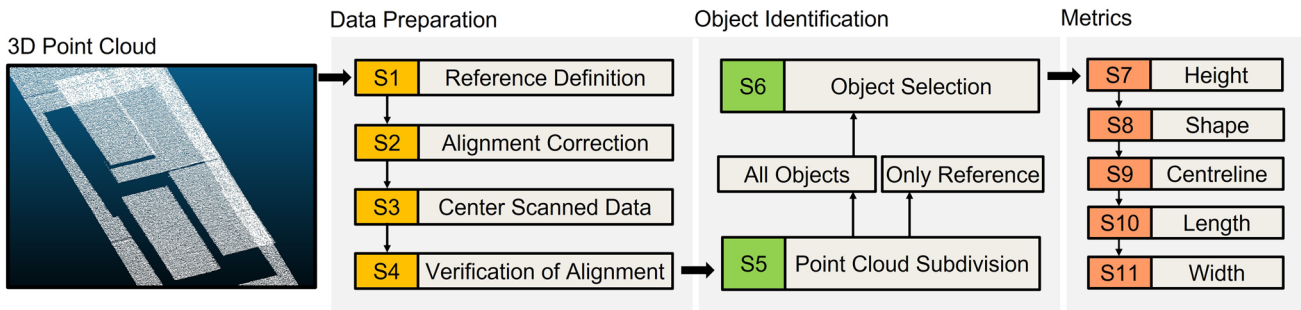 Data Preparation
Object Identification
Metrics
3D Point Cloud
S1 Reference Definition
S2 Alignment Correction
S3 Center Scanned Data
S4 Verification of Alignment
S6 Object Selection
All Objects
Only Reference
S5 Point Cloud Subdivision
S7 Height
S8 Shape
S9 Centreline
S10 Length
S11 Width